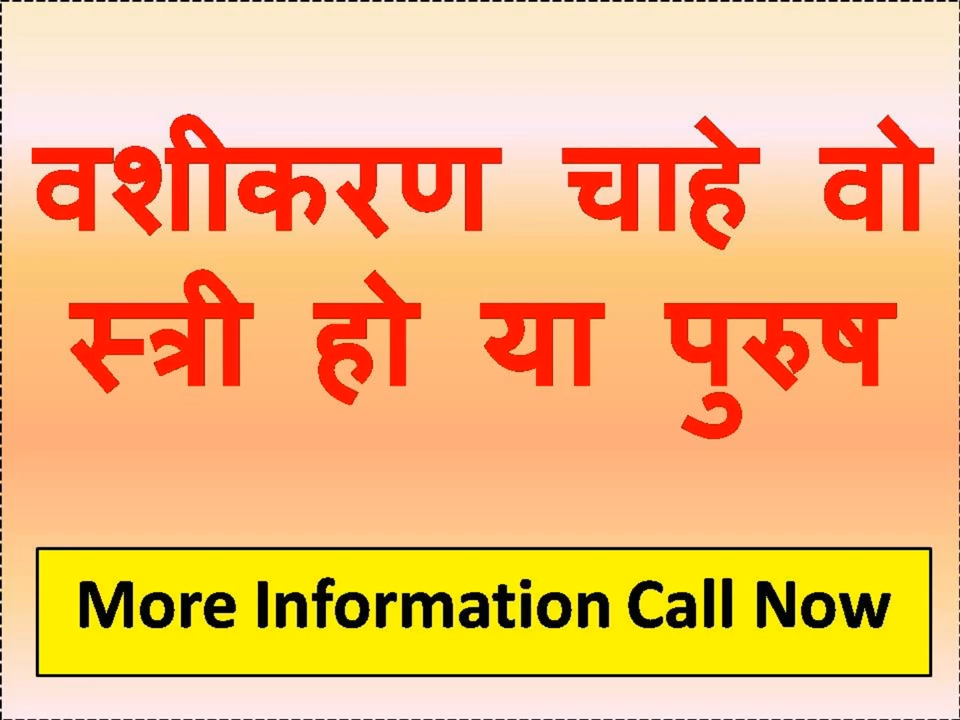 वशीकरण चाहे वो
स्त्री हो या पुरुष
More Information Call Now